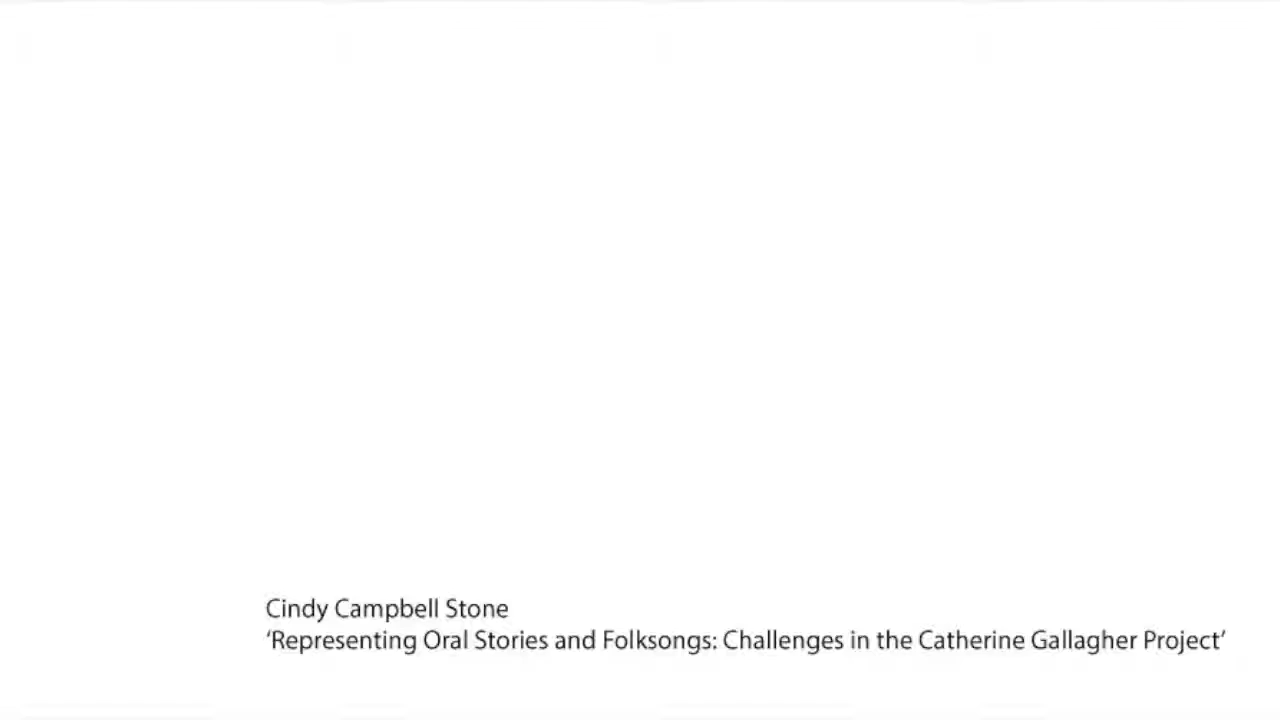 Cindy Campbell Stone
‘Representing Oral Stories and Folksongs: Challenges in the Catherine Gallagher Project’